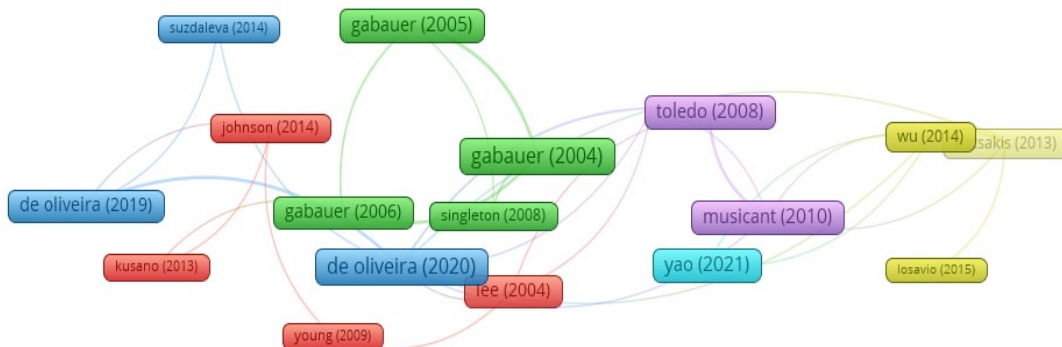 suzdaleva (2014)
gabauer (2005)
johnson (2014)
toledo (2008)
wu (2014)
(2013)
gabauer (2004)
de oliveira (2019)
gabauer (2006)
singleton (2008)
musicant (2010)
kusano (2013)
de oliveira (2020)
yao (2021)
losavio (2015)
lee (2004)
young (2009)